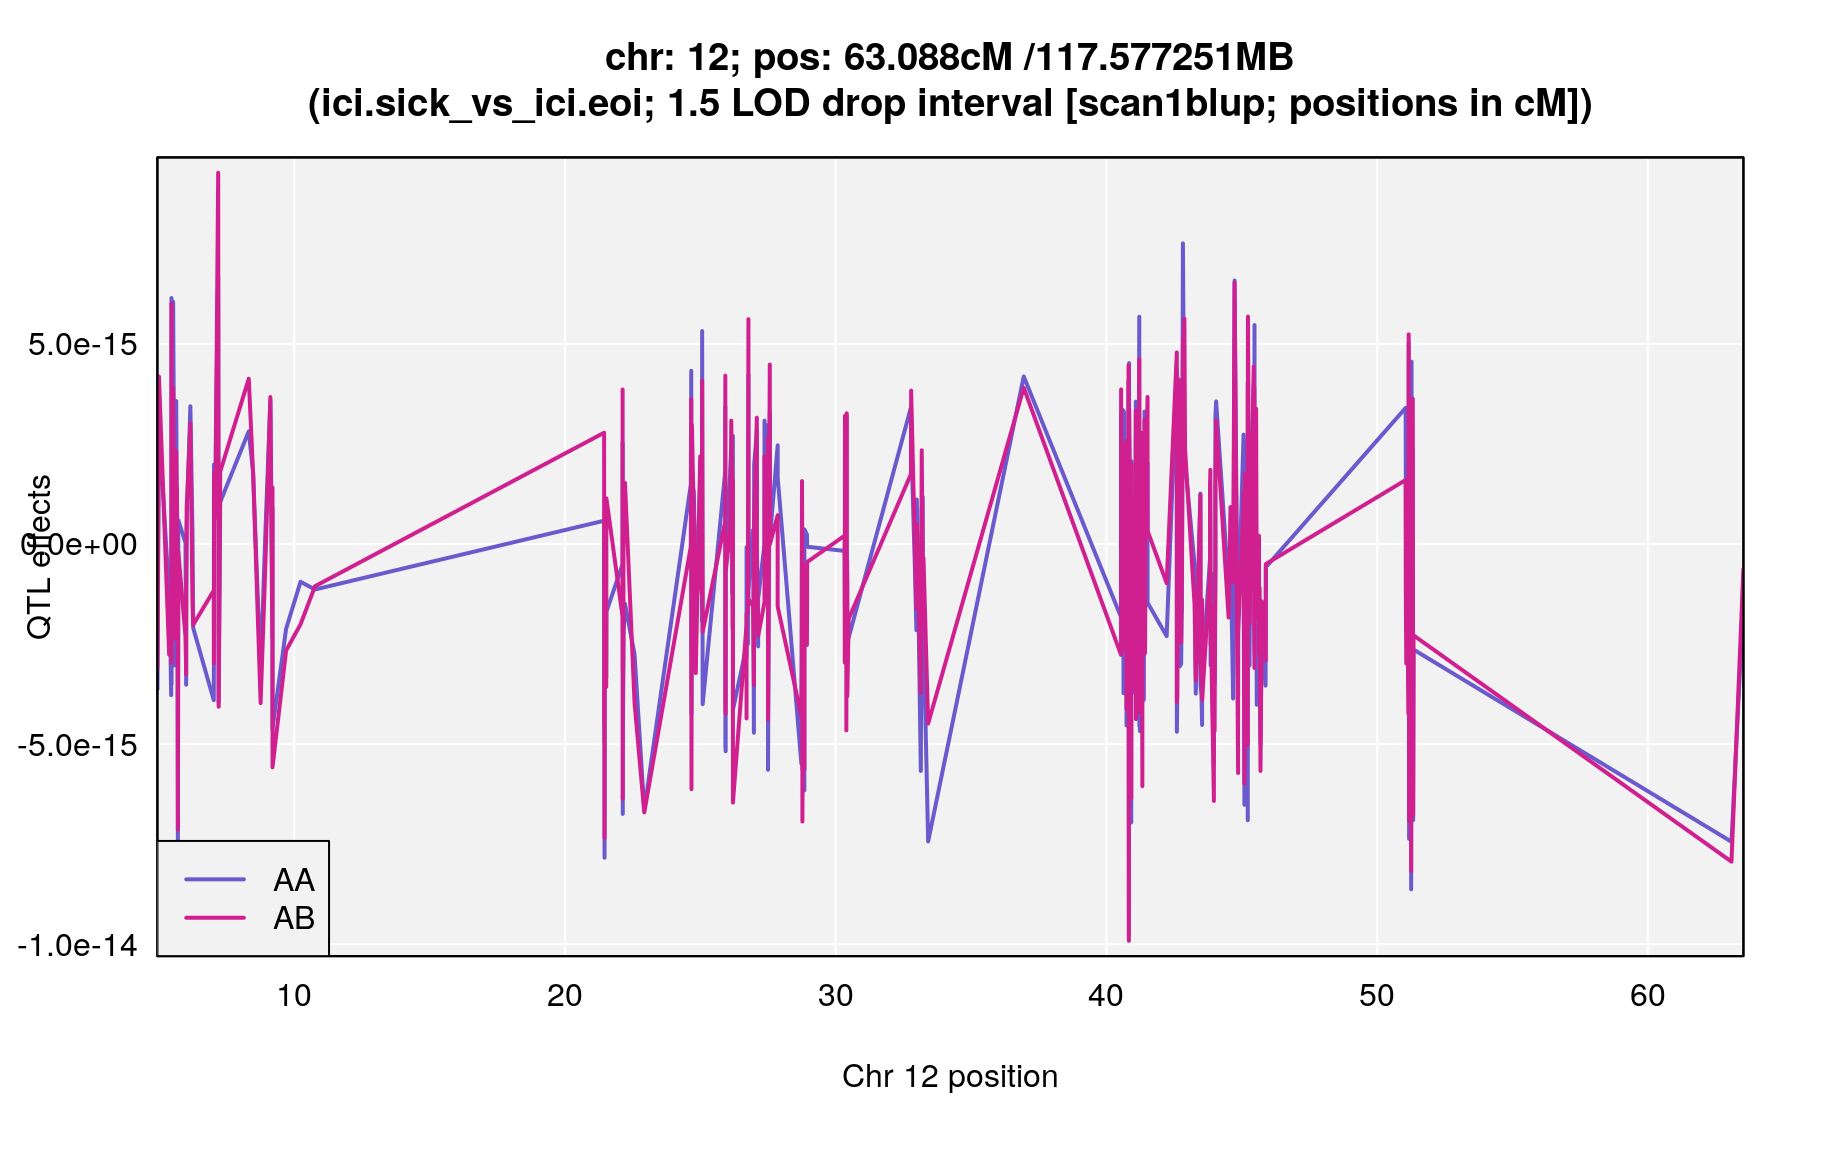 chr: 12; pos: 63.088cM /117.577251MB
(ici.sick_vs_ici.eoi; 1.5 LOD drop interval [scan1blup; positions in cM])
QTL effects
5.0e-15
0.0e+00
-5.0e-15
-1.0e-14
AA
AB
10 20 30 40 50 60
Chr 12 position